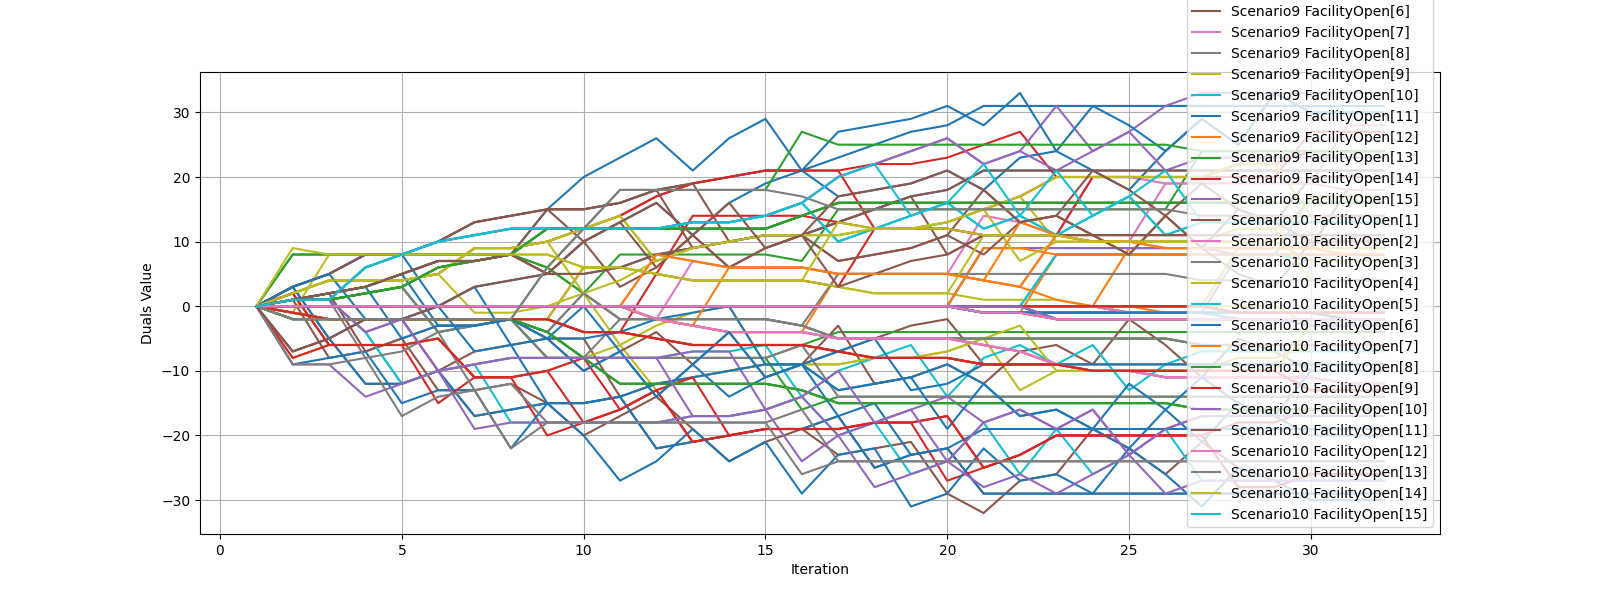 Scenario9 FacilityOpen[6]
Scenario9 FacilityOpen[7]
Scenario9 FacilityOpen[8]
Scenario9 FacilityOpen[9]
Scenario9 FacilityOpen[10]
Scenario9 FacilityOpen[11]
Scenario9 FacilityOpen[12]
Scenario9 FacilityOpen[13]
Scenario9 FacilityOpen[14]
Scenario9 FacilityOpen[15]
Scenario10 FacilityOpen[1]
Scenario10 FacilityOpen[2]
Scenario10 FacilityOpen[3]
Scenario10 FacilityOpen[4]
Scenario10 FacilityOpen[5]
Scenario10 FacilityOpen[6]
Scenario10 FacilityOpen[7]
Scenario10 FacilityOpen[8]
Scenario10 FacilityOpen[9]
Scenario10 FacilityOpen[10]
Scenario10 FacilityOpen[11]
Scenario10 FacilityOpen[12]
Scenario10 FacilityOpen[13]
Scenario10 FacilityOpen[14]
Scenario10 FacilityOpen[15]
Duals Value
30
20
10
0
−10
−20
−30
0 5 10 15 20 25 30
Iteration